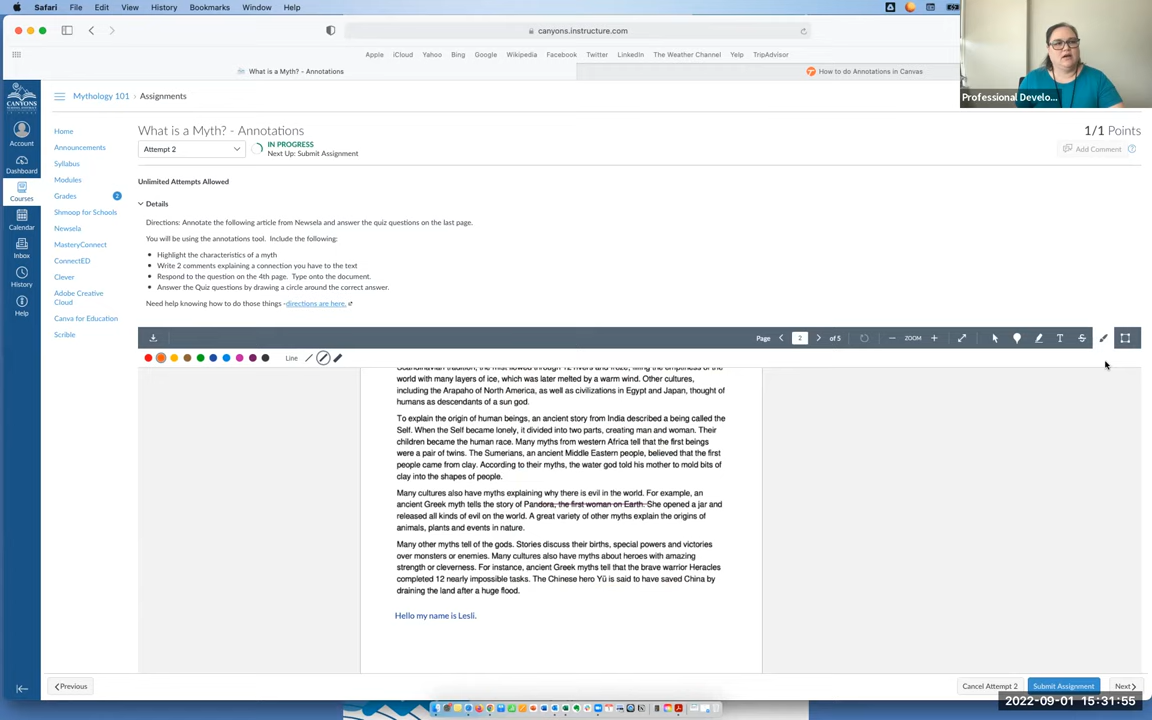 Safari File Edit View History Bookmarks Window Help
canyons.instructure.com
Apple iCloud Yahoo Bing Google Wikipedia Facebook Twitter LinkedIn The Weather Channel Yelp TripAdvisor
What is a Myth? - Annotations
How to do Annotations in Canvas
Professional Develo...
CANYONS
Account
Dashboard
Courses
Calendar
Inbox
History
Help
Mythology 101 › Assignments
Home
Announcements
Syllabus
Modules
Grades
Shmoop for Schools
Newsela
MasteryConnect
ConnectED
Clever
Adobe Creative
Cloud
Canva for Education
Scrible
What is a Myth? - Annotations
1/1 Points
Attempt 2
IN PROGRESS
Next Up: Submit Assignment
Add Comment
Unlimited Attempts Allowed
Details
Directions: Annotate the following article from Newsela and answer the quiz questions on the last page.
You will be using the annotations tool. Include the following:
• Highlight the characteristics of a myth
• Write 2 comments explaining a connection you have to the text
• Respond to the question on the 4th page. Type onto the document.
• Answer the Quiz questions by drawing a circle around the correct answer.
Need help knowing how to do those things -directions are here.
Page 2 of 5 ZOOM
Line
Scandinavian tradition, the mist flowed through 12 rivers and froze, filling the emptiness of the
world with many layers of ice, which was later melted by a warm wind. Other cultures,
including the Arapaho of North America, as well as civilizations in Egypt and Japan, thought of
humans as descendants of a sun god.
To explain the origin of human beings, an ancient story from India described a being called the
Self. When the Self became lonely, it divided into two parts, creating man and woman. Their
children became the human race. Many myths from western Africa tell that the first beings
were a pair of twins. The Sumerians, an ancient Middle Eastern people, believed that the first
people came from clay. According to their myths, the water god told his mother to mold bits of
clay into the shapes of people.
Many cultures also have myths explaining why there is evil in the world. For example, an
ancient Greek myth tells the story of Pandora, the first woman on Earth. She opened a jar and
released all kinds of evil on the world. A great variety of other myths explain the origins of
animals, plants and events in nature.
Many other myths tell of the gods. Stories discuss their births, special powers and victories
over monsters or enemies. Many cultures also have myths about heroes with amazing
strength or cleverness. For instance, ancient Greek myths tell that the brave warrior Heracles
completed 12 nearly impossible tasks. The Chinese hero Yü is said to have saved China by
draining the land after a huge flood.
Hello my name is Lesli.
Previous
Cancel Attempt 2 Submit Assignment Next
2022-09-01 15:31:55